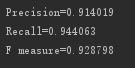 Precision=0.914019
Recall=0.944063
F measure=0.928798